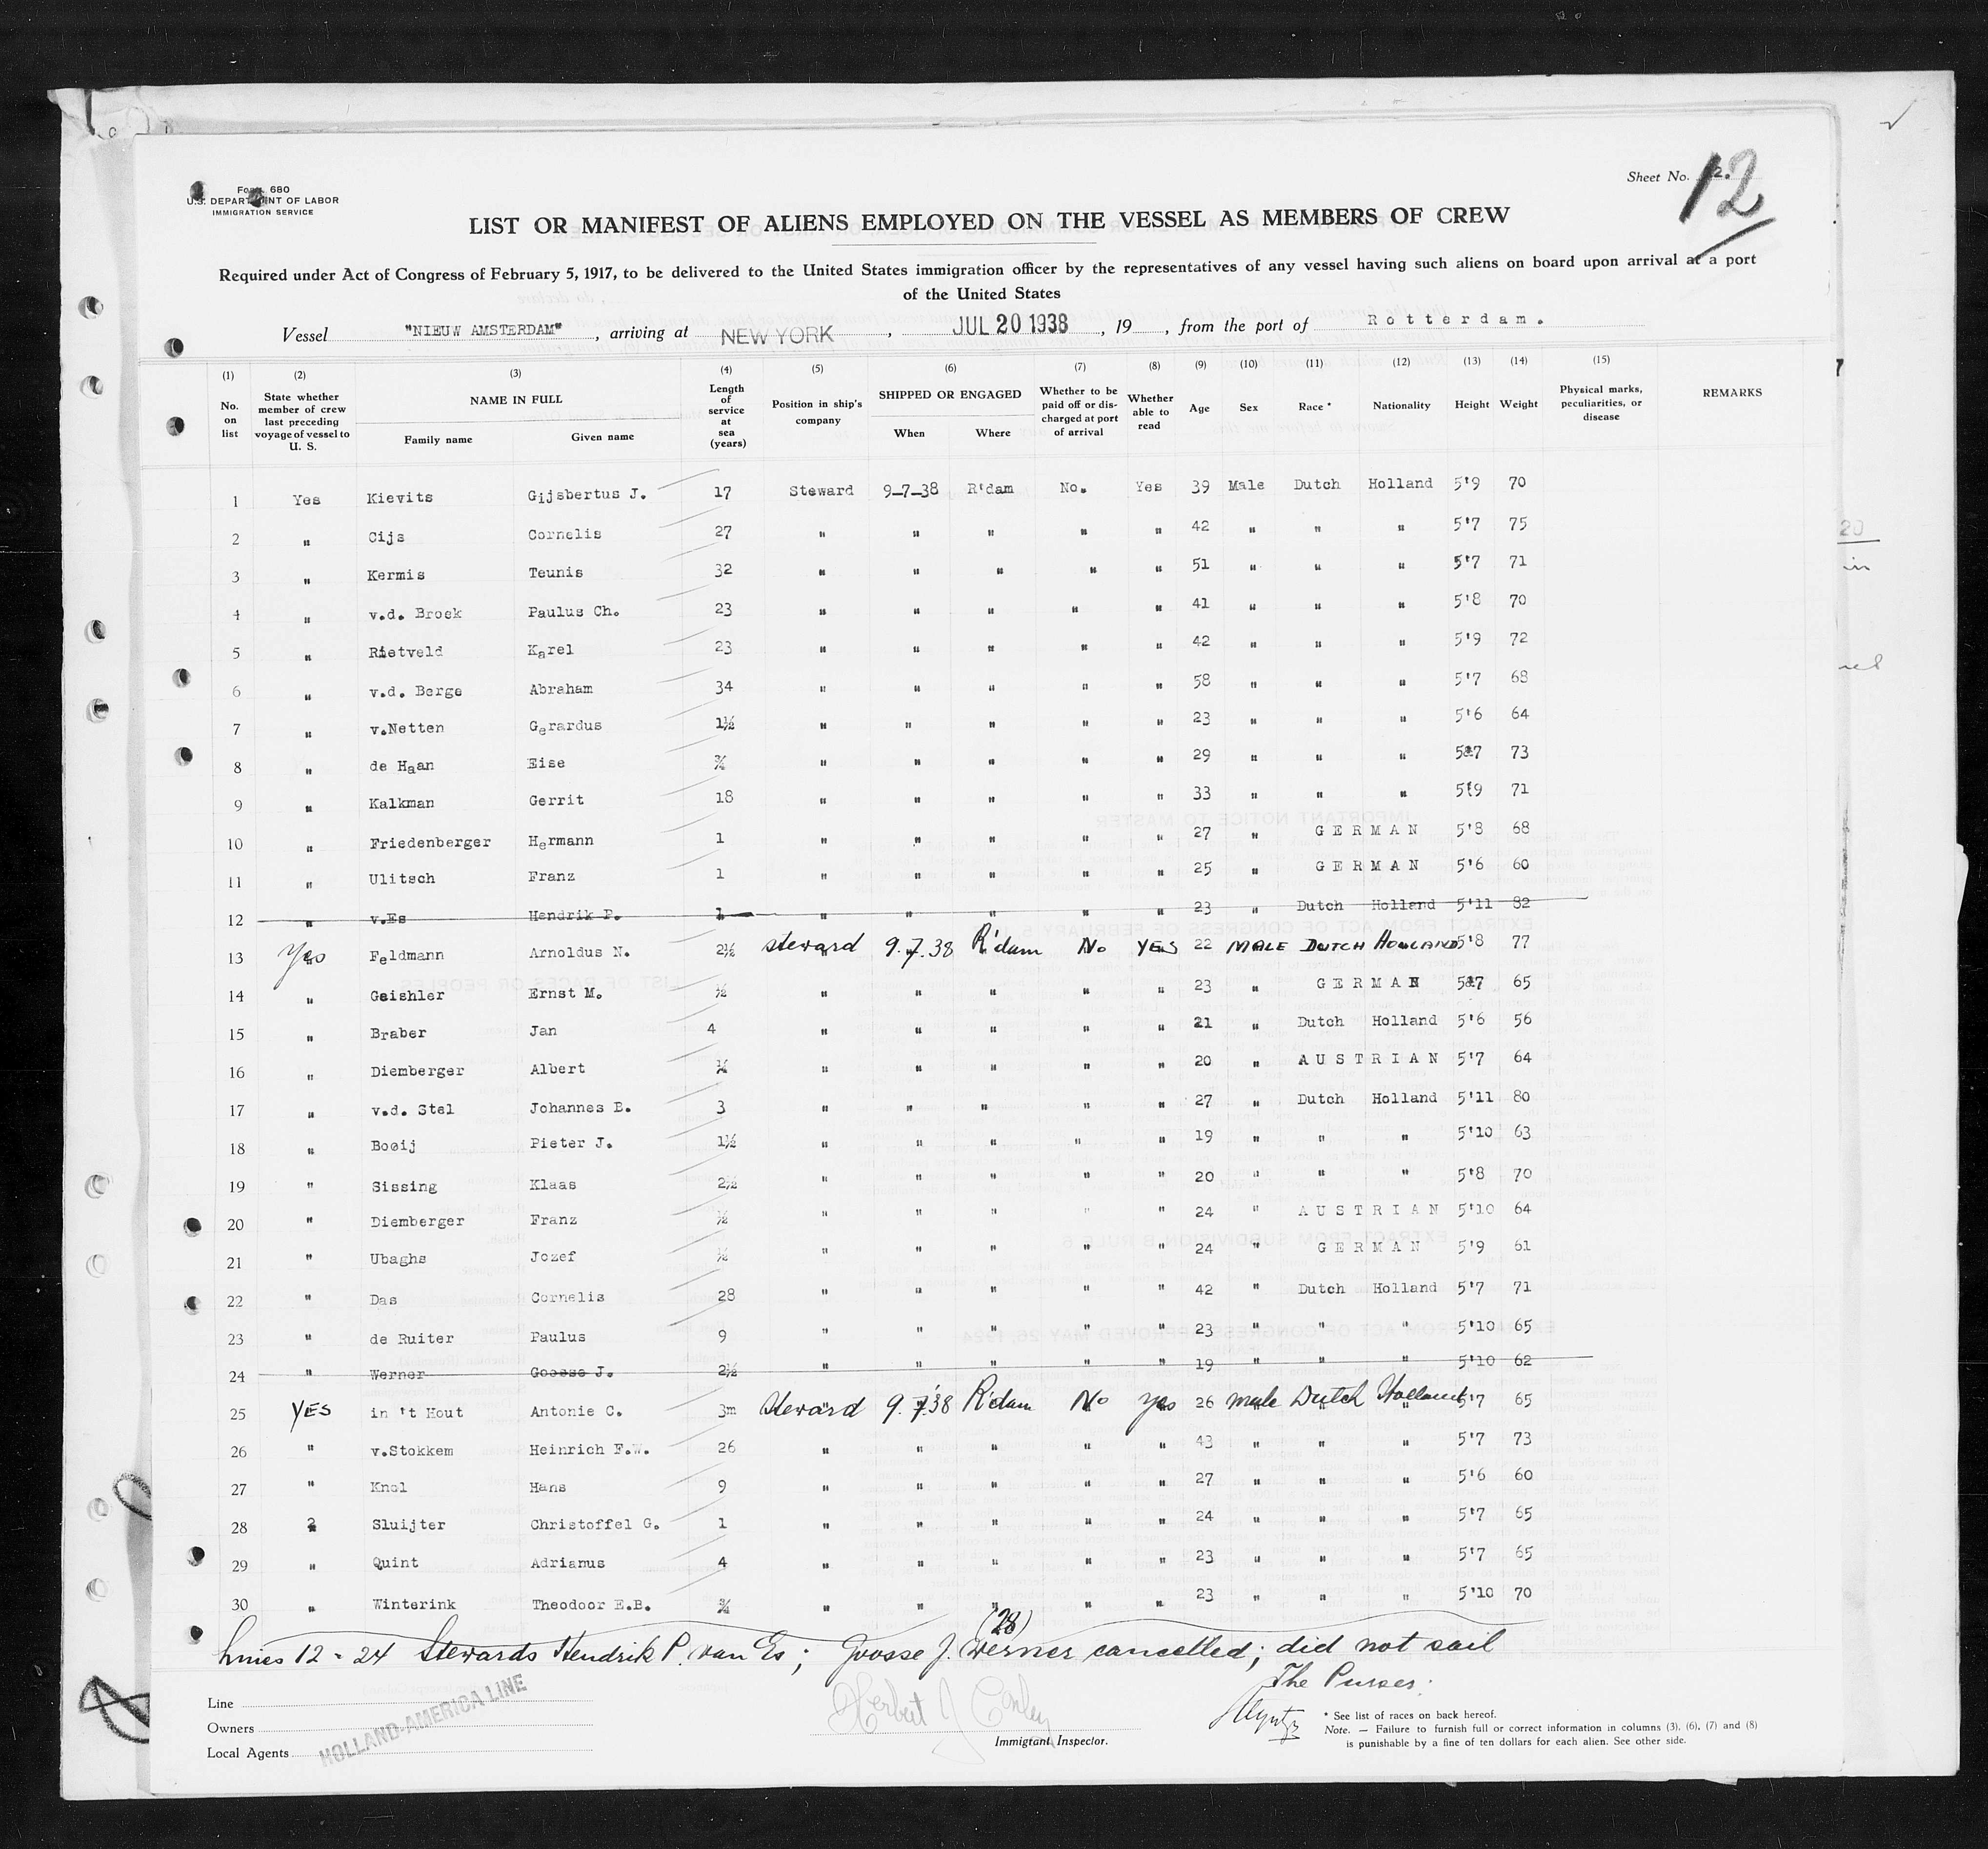 Form 680
U.S. DEPARTMENT OF LABOR
IMMIGRATION SERVICE
Sheet No. 2.
12
LIST OR MANIFEST OF ALIENS EMPLOYED ON THE VESSEL AS MEMBERS OF CREW
Required under Act of Congress of February 5, 1917, to be delivered to the United States immigration officer by the representatives of any vessel having such aliens on board upon arrival at a port
of the United States
Vessel "NIEUW AMSTERDAM" , arriving at NEW YORK , JUL 20 1938 , 19 , from the port of Rotterdam.
(1) No. on list (2) State whether member of crew last preceding voyage of vessel to U. S. (3) NAME IN FULL Family name Given name (4) Length of service at sea (years) (5) Position in ship's company (6) SHIPPED OR ENGAGED When Where (7) Whether to be paid off or discharged at port of arrival (8) Whether able to read (9) Age (10) Sex (11) Race * (12) Nationality (13) Height (14) Weight (15) Physical marks, peculiarities, or disease REMARKS
1 Yes Kievits Gijsbertus J. 17 Steward 9-7-38 R'dam No. Yes 39 Male Dutch Holland 5'9 70
2 " Cijs Cornelis 27 " " " " " 42 " " " 5'7 75
3 " Kermis Teunis 32 " " " " " 51 " " " 5'7 71
4 " v.d. Broek Paulus Ch. 23 " " " " " 41 " " " 5'8 70
5 " Rietveld Karel 23 " " " " " 42 " " " 5'9 72
6 " v.d. Berge Abraham 34 " " " " " 58 " " " 5'7 68
7 " v.Netten Gerardus 1½ " " " " " 23 " " " 5'6 64
8 " de Haan Eise ¾ " " " " " 29 " " " 5'7 73
9 " Kalkman Gerrit 18 " " " " " 33 " " " 5'9 71
10 " Friedenberger Hermann 1 " " " " " 27 " GERMAN 5'8 68
11 " Ulitsch Franz 1 " " " " " 25 " GERMAN 5'6 60
12 " v.Es Hendrik P. 1 " " " " " 23 " Dutch Holland 5'11 82
13 Yes Feldmann Arnoldus N. 2½ steward 9.7.38 R'dam No YES 22 MALE DUTCH HOLLAND 5'8 77
14 " Geishler Ernst M. ½ " " " " " 23 " GERMAN 5'7 65
15 " Braber Jan 4 " " " " " 21 " Dutch Holland 5'6 56
16 " Diemberger Albert " " " " " 20 " AUSTRIAN 5'7 64
17 " v.d. Stel Johannes B. 3 " " " " " 27 " Dutch Holland 5'11 80
18 " Booij Pieter J. 1½ " " " " " 19 " " " 5'10 63
19 " Sissing Klaas 2½ " " " " " 20 " " " 5'8 70
20 " Diemberger Franz ½ " " " " " 24 " AUSTRIAN 5'10 64
21 " Ubaghs Jozef ½ " " " " " 24 " GERMAN 5'9 61
22 " Das Cornelis 28 " " " " " 42 " Dutch Holland 5'7 71
23 " de Ruiter Paulus 9 " " " " " 23 " " " 5'10 65
24 " Werner Goosse J. 2½ " " " " " 19 " " " 5'10 62
25 YES in 't Hout Antonie C. 3m Steward 9.7.38 R'dam No yes 26 male Dutch Holland 5'7 65
26 " v.Stokkem Heinrich F.W. 26 " " " " " 43 " " " 5'7 73
27 " Knol Hans 9 " " " " " 27 " " " 5'6 60
28 " Sluijter Christoffel G. 1 " " " " " 24 " " " 5'7 65
29 " Quint Adrianus 4 " " " " " 23 " " " 5'7 65
30 " Winterink Theodoor E.B. ¾ " " " " " 23 " " " 5'10 70
(28)
Lines 12 - 24 Stewards Hendrik P. van Es; Goosse J. Werner cancelled; did not sail
The Purser:
Line
Owners
Local Agents
HOLLAND-AMERICA LINE
Herbert J Conley
Immigrant Inspector.
* See list of races on back hereof.
Note. — Failure to furnish full or correct information in columns (3), (6), (7) and (8)
is punishable by a fine of ten dollars for each alien. See other side.